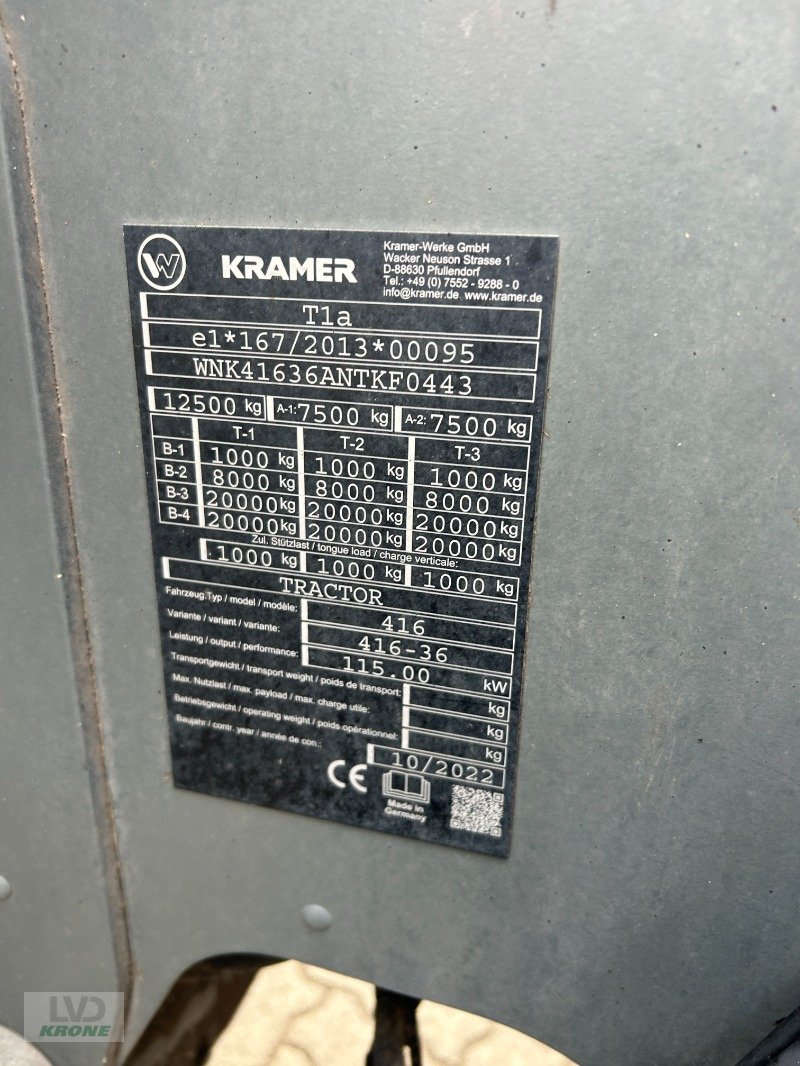 KRAMER
Kramer-Werke GmbH
Wacker Neuson Strasse 1
D-88630 Pfullendorf
Tel.: +49 (0) 7552 - 9288 - 0
info@kramer.de www.kramer.de
T1a
e1*167/2013*00095
WNK41636ANTKF0443
12500 kg A-1: 7500 kg A-2: 7500 kg
T-1 T-2 T-3
B-1 1000 kg 1000 kg 1000 kg
B-2 8000 kg 8000 kg 8000 kg
B-3 20000 kg 20000 kg 20000 kg
B-4 20000 kg 20000 kg 20000 kg
Zul. Stützlast / tongue load / charge verticale:
1000 kg 1000 kg 1000 kg
TRACTOR
Fahrzeug.Typ / model / modèle: 416
Variante / variant / variante: 416-36
Leistung / output / performance: 115.00 kW
Transportgewicht / transport weight / poids de transport: kg
Max. Nutzlast / max. payload / max. charge utile: kg
Betriebsgewicht / operating weight / poids opérationnel: kg
Baujahr / contr. year / année de con.: 10/2022
CE
Made in
Germany
LVD
KRONE